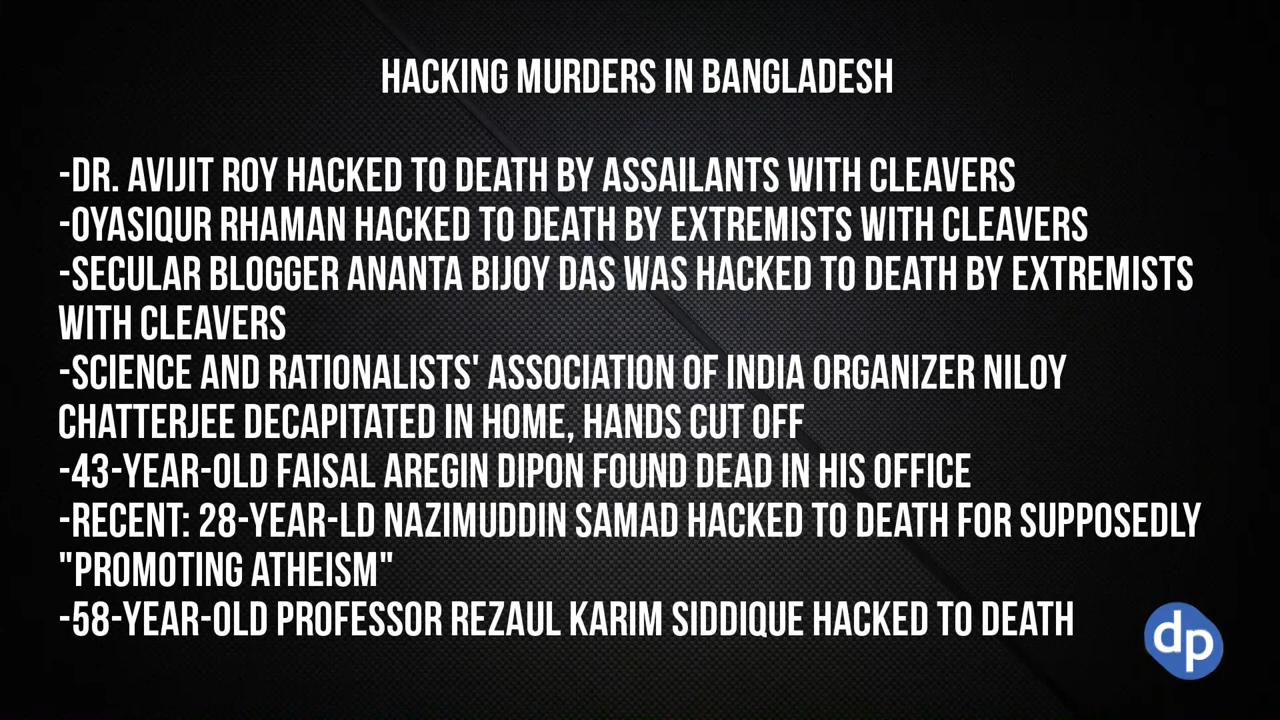 HACKING MURDERS IN BANGLADESH
-DR. AVIJIT ROY HACKED TO DEATH BY ASSAILANTS WITH CLEAVERS
-OYASIQUR RHAMAN HACKED TO DEATH BY EXTREMISTS WITH CLEAVERS
-SECULAR BLOGGER ANANTA BIJOY DAS WAS HACKED TO DEATH BY EXTREMISTS
WITH CLEAVERS
-SCIENCE AND RATIONALISTS' ASSOCIATION OF INDIA ORGANIZER NILOY
CHATTERJEE DECAPITATED IN HOME, HANDS CUT OFF
-43-YEAR-OLD FAISAL AREGIN DIPON FOUND DEAD IN HIS OFFICE
-RECENT: 28-YEAR-LD NAZIMUDDIN SAMAD HACKED TO DEATH FOR SUPPOSEDLY
"PROMOTING ATHEISM"
-58-YEAR-OLD PROFESSOR REZAUL KARIM SIDDIQUE HACKED TO DEATH
dp